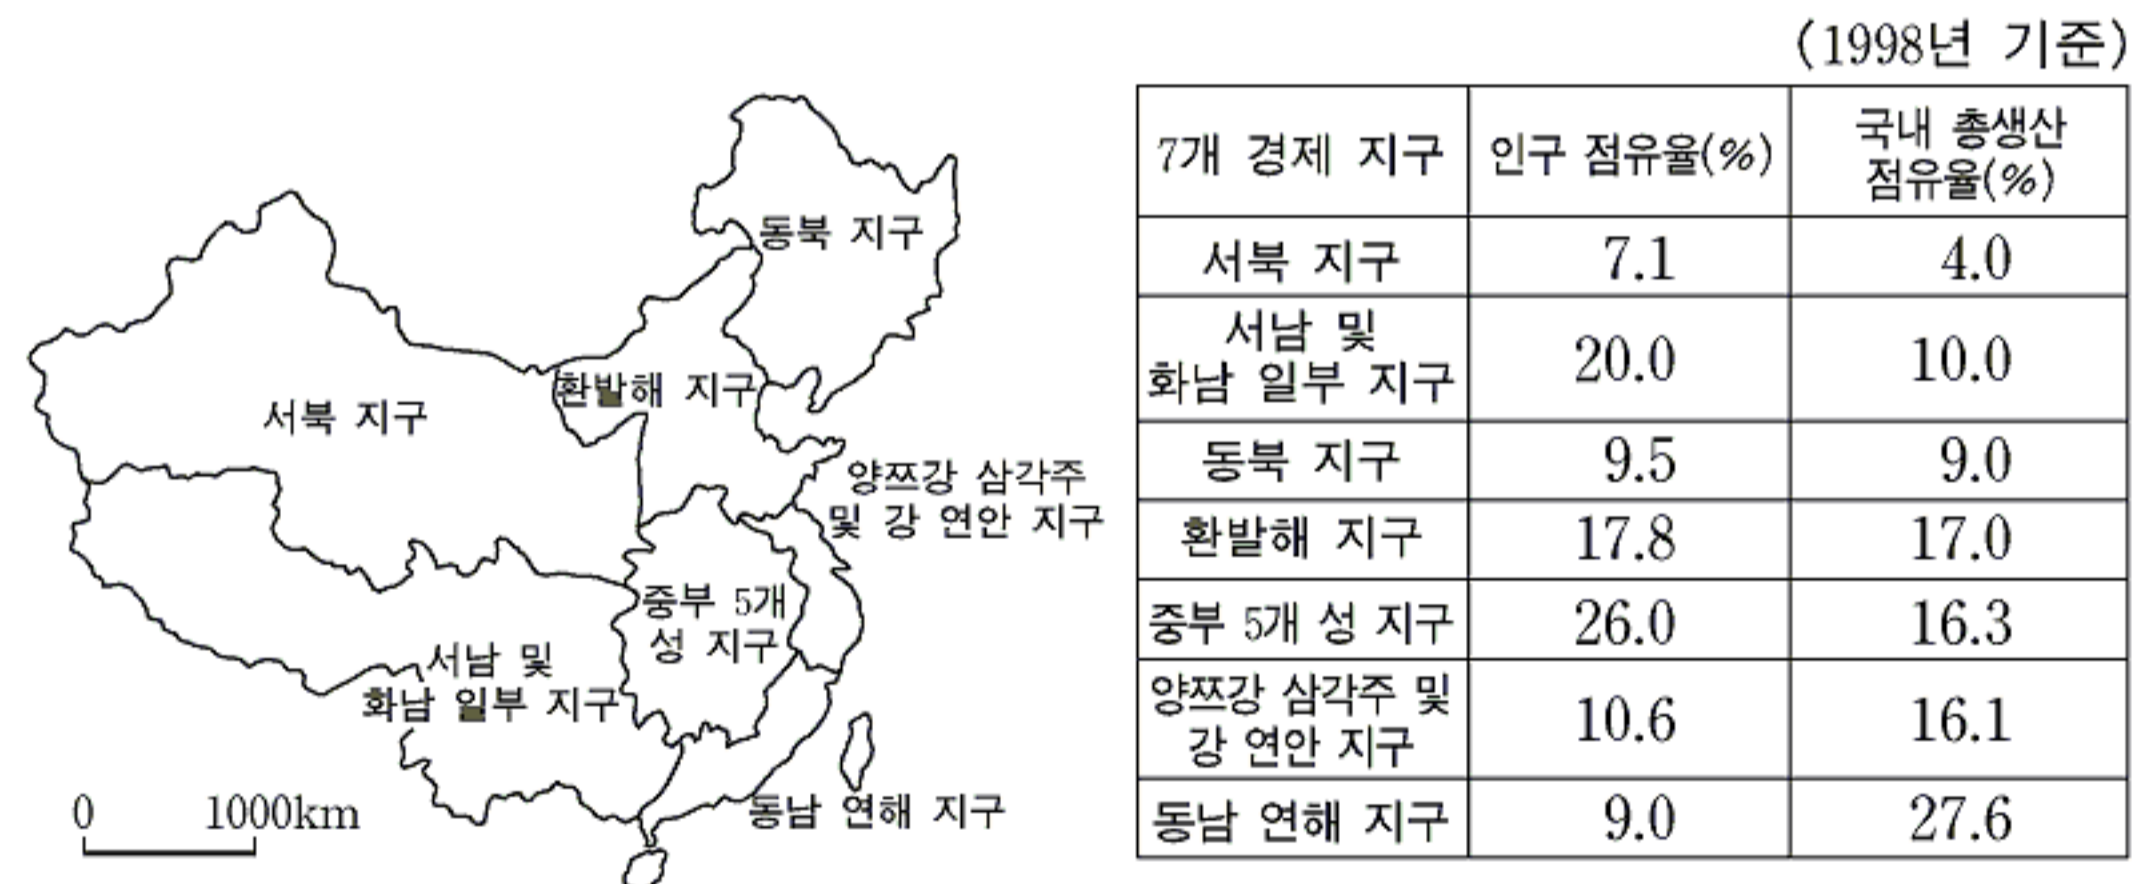 (1998년 기준)
동북 지구
환발해 지구
서북 지구
양쯔강 삼각주
및 강 연안 지구
중부 5개
성 지구
서남 및
화남 일부 지구
동남 연해 지구
0 1000km
7개 경제 지구 인구 점유율(%) 국내 총생산
점유율(%)
서북 지구 7.1 4.0
서남 및
화남 일부 지구 20.0 10.0
동북 지구 9.5 9.0
환발해 지구 17.8 17.0
중부 5개 성 지구 26.0 16.3
양쯔강 삼각주 및
강 연안 지구 10.6 16.1
동남 연해 지구 9.0 27.6